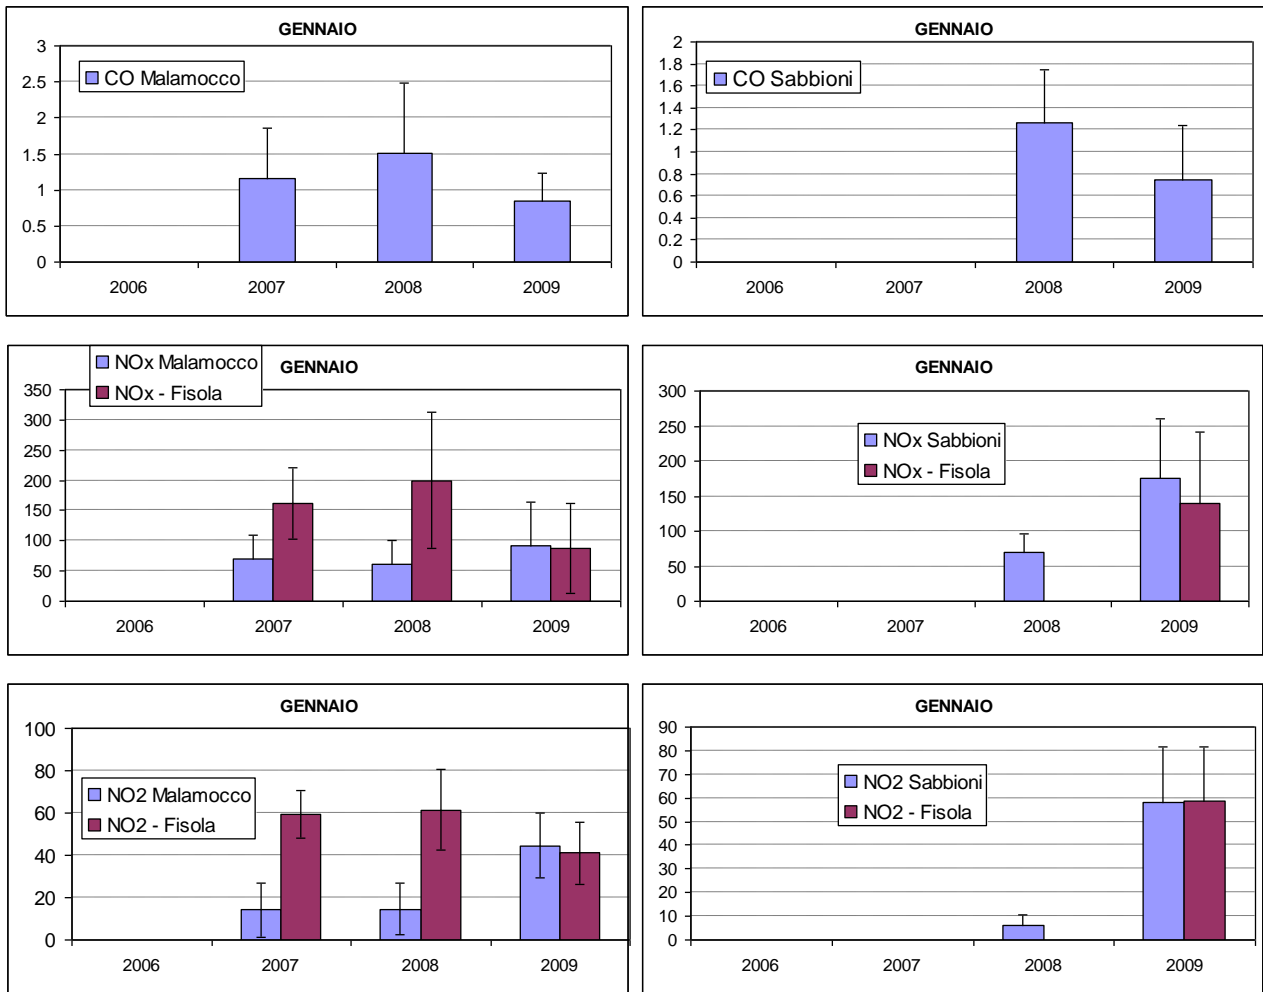 GENNAIO
CO Malamocco
3
2.5
2
1.5
1
0.5
0
2006 2007 2008 2009
GENNAIO
CO Sabbioni
2
1.8
1.6
1.4
1.2
1
0.8
0.6
0.4
0.2
0
2006 2007 2008 2009
GENNAIO
NOx Malamocco
NOx - Fisola
350
300
250
200
150
100
50
0
2006 2007 2008 2009
GENNAIO
NOx Sabbioni
NOx - Fisola
300
250
200
150
100
50
0
2006 2007 2008 2009
GENNAIO
NO2 Malamocco
NO2 - Fisola
100
80
60
40
20
0
2006 2007 2008 2009
GENNAIO
NO2 Sabbioni
NO2 - Fisola
90
80
70
60
50
40
30
20
10
0
2006 2007 2008 2009